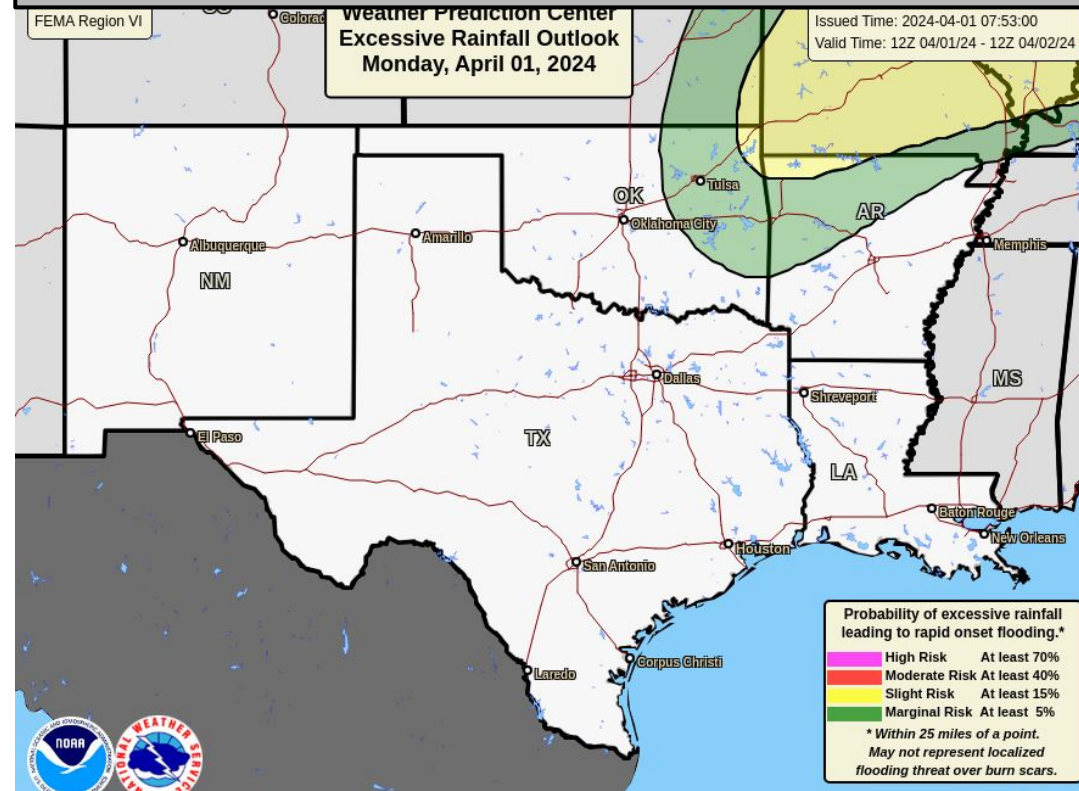 FEMA Region VI
Weather Prediction Center
Excessive Rainfall Outlook
Monday, April 01, 2024
Issued Time: 2024-04-01 07:53:00
Valid Time: 12Z 04/01/24 - 12Z 04/02/24
Tulsa
OK
Oklahoma City
AR
Amarillo
Albuquerque
Memphis
NM
Dallas
MS
Shreveport
El Paso
TX
LA
Baton Rouge
New Orleans
Houston
San Antonio
Corpus Christi
Laredo
Probability of excessive rainfall
leading to rapid onset flooding.*
High Risk At least 70%
Moderate Risk At least 40%
Slight Risk At least 15%
Marginal Risk At least 5%
* Within 25 miles of a point.
May not represent localized
flooding threat over burn scars.
NOAA
NATIONAL WEATHER SERVICE